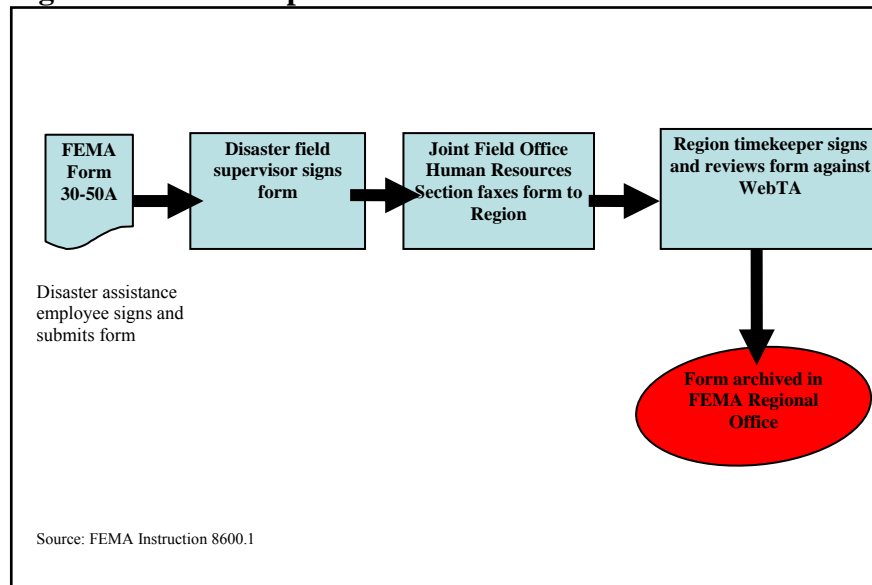 FEMA
Form
30-50A
Disaster assistance
employee signs and
submits form
Disaster field
supervisor signs
form
Joint Field Office
Human Resources
Section faxes form to
Region
Region timekeeper signs
and reviews form against
WebTA
Form archived in
FEMA Regional
Office
Source: FEMA Instruction 8600.1